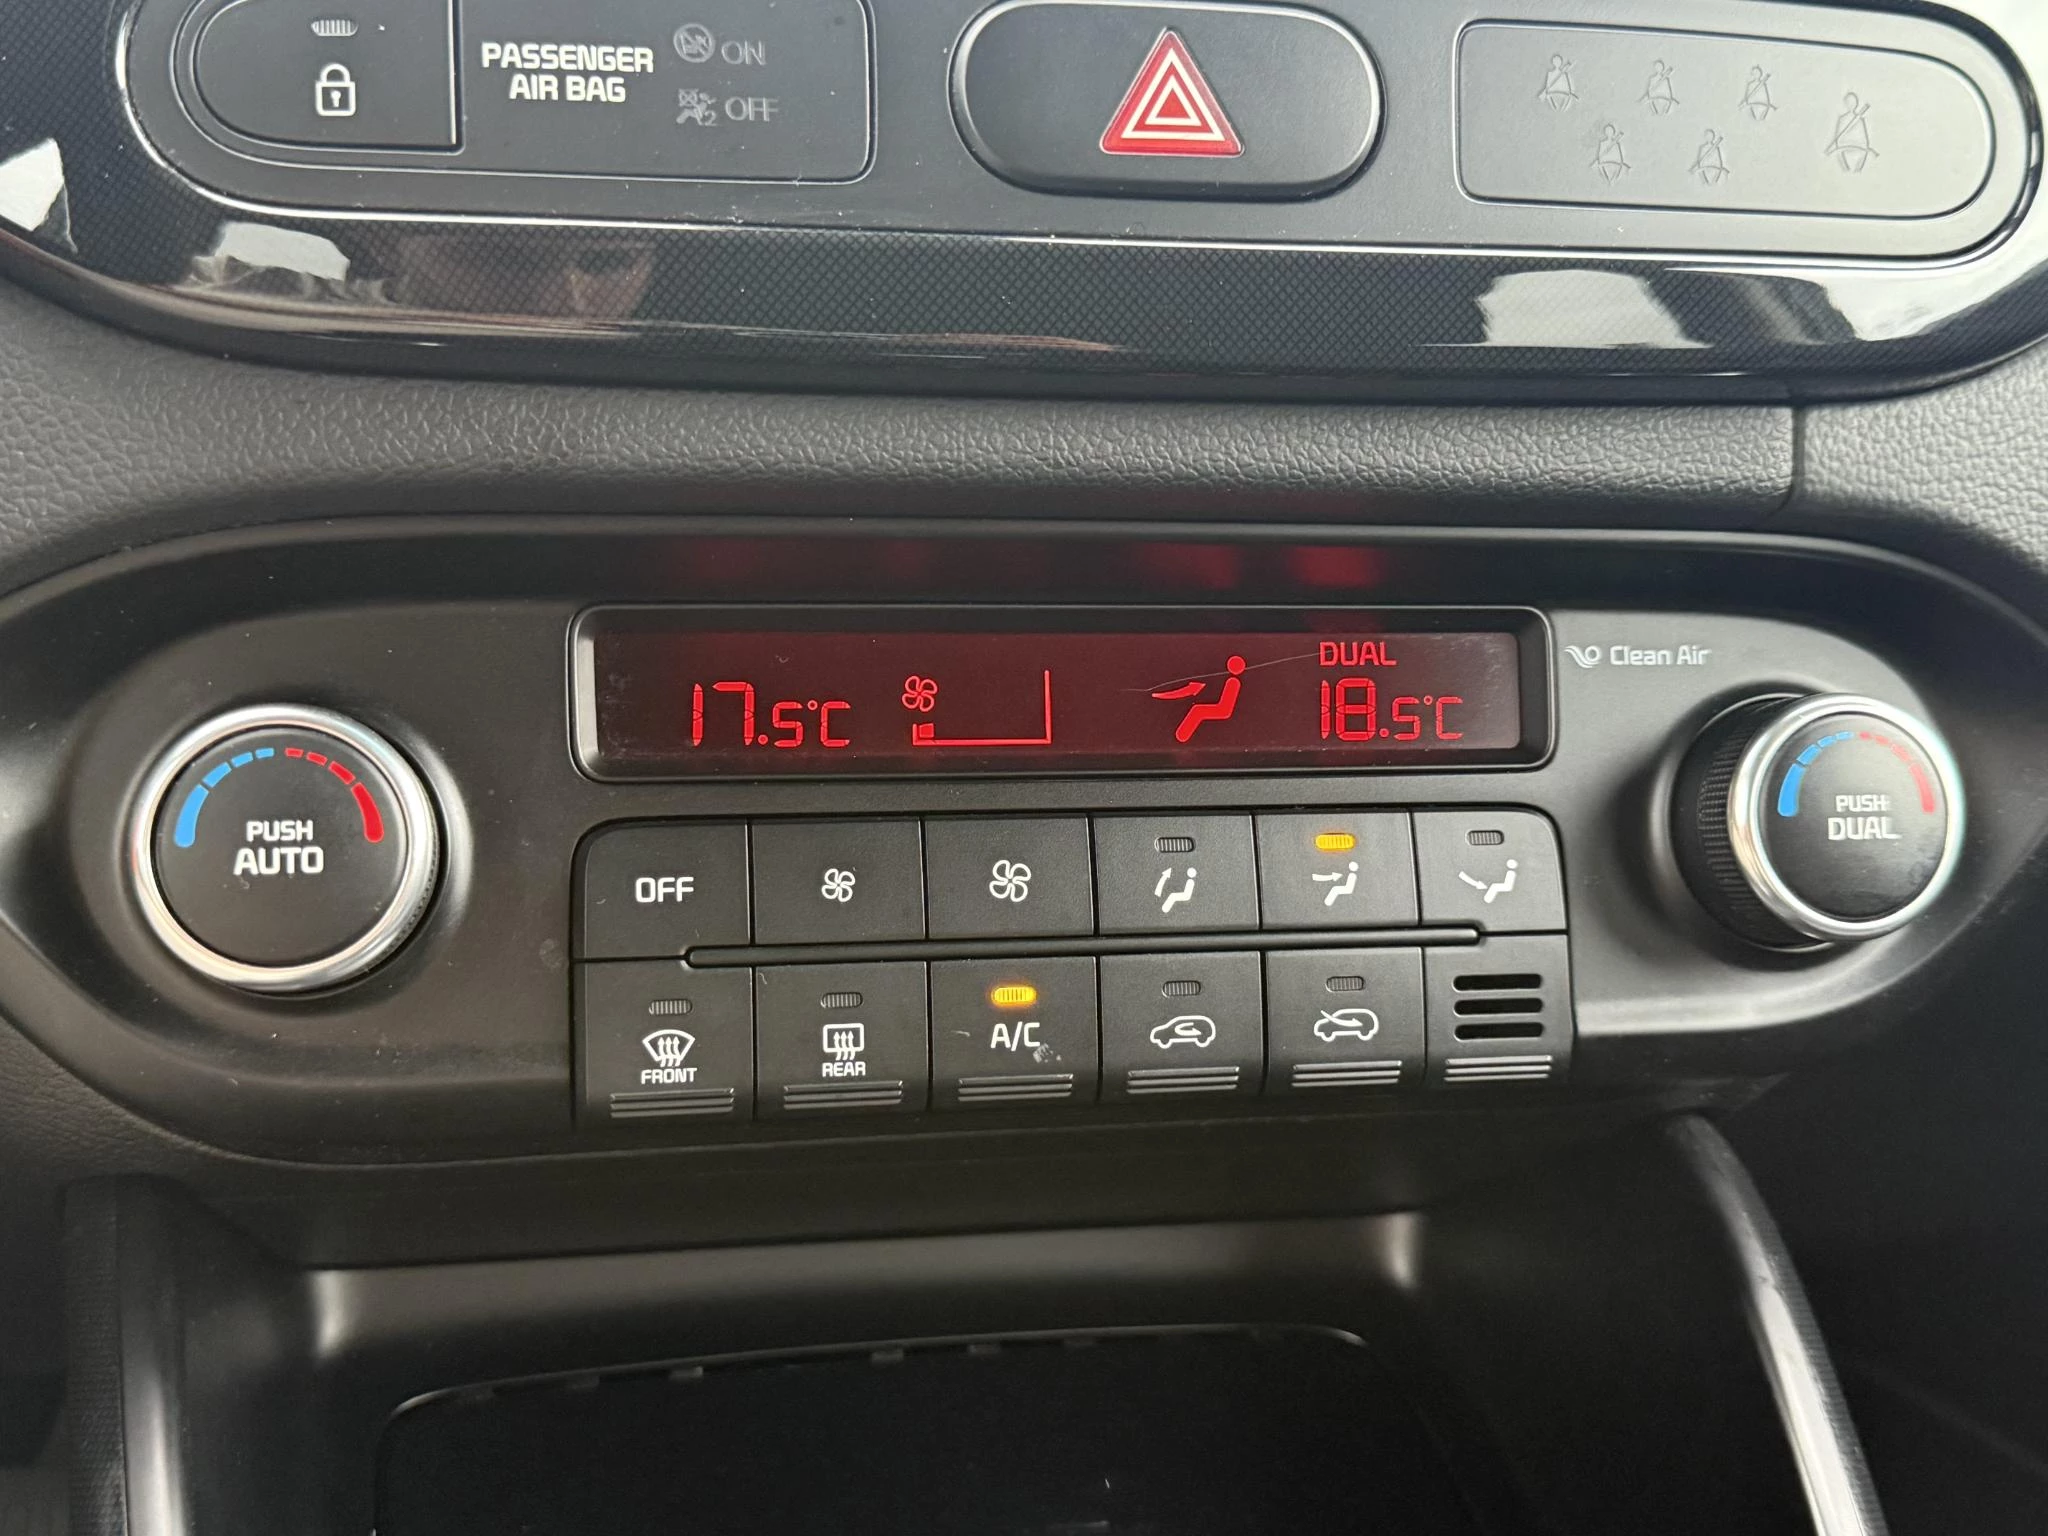 PASSENGER
AIR BAG
ON
OFF
2
DUAL
17.5°C
18.5°C
Clean Air
PUSH
AUTO
PUSH
DUAL
OFF
FRONT
REAR
A/C